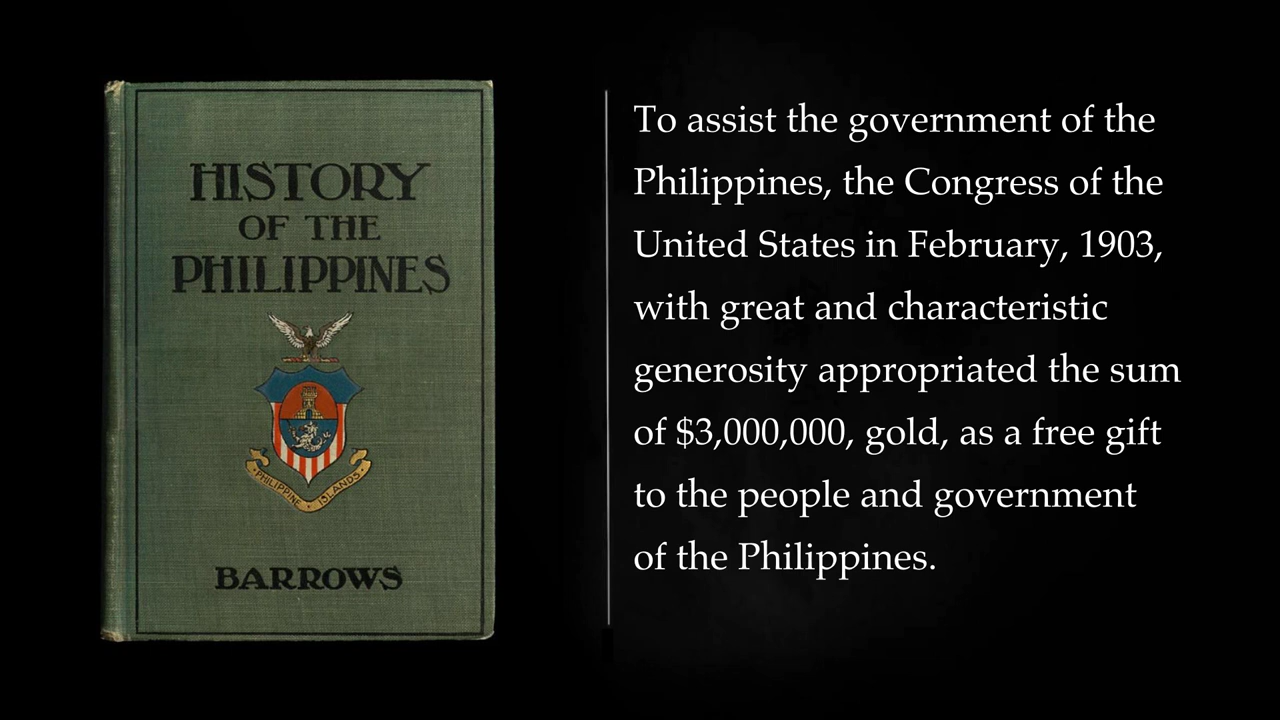 HISTORY
OF THE
PHILIPPINES
PHILIPPINE ISLANDS
BARROWS
To assist the government of the
Philippines, the Congress of the
United States in February, 1903,
with great and characteristic
generosity appropriated the sum
of $3,000,000, gold, as a free gift
to the people and government
of the Philippines.